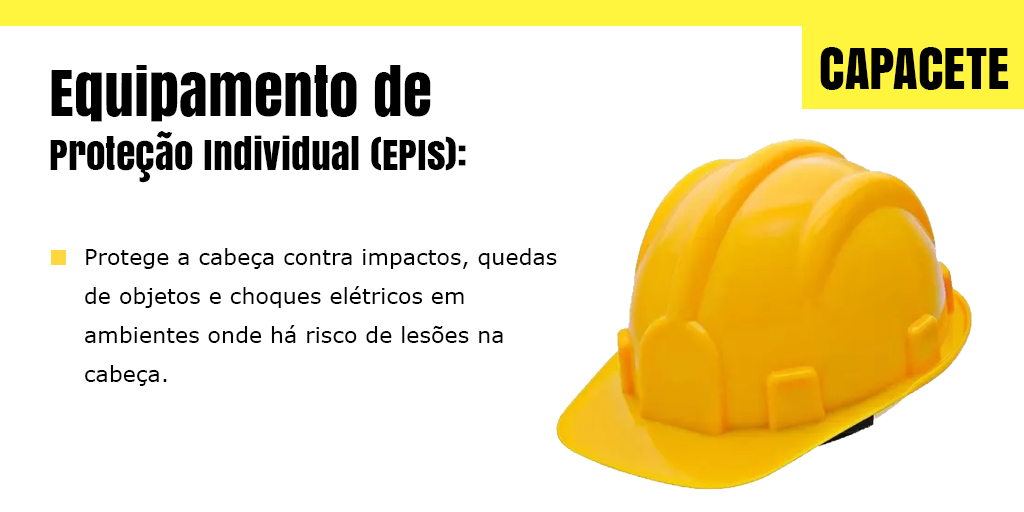 CAPACETE
Equipamento de
Proteção Individual (EPIs):
Protege a cabeça contra impactos, quedas
de objetos e choques elétricos em
ambientes onde há risco de lesões na
cabeça.